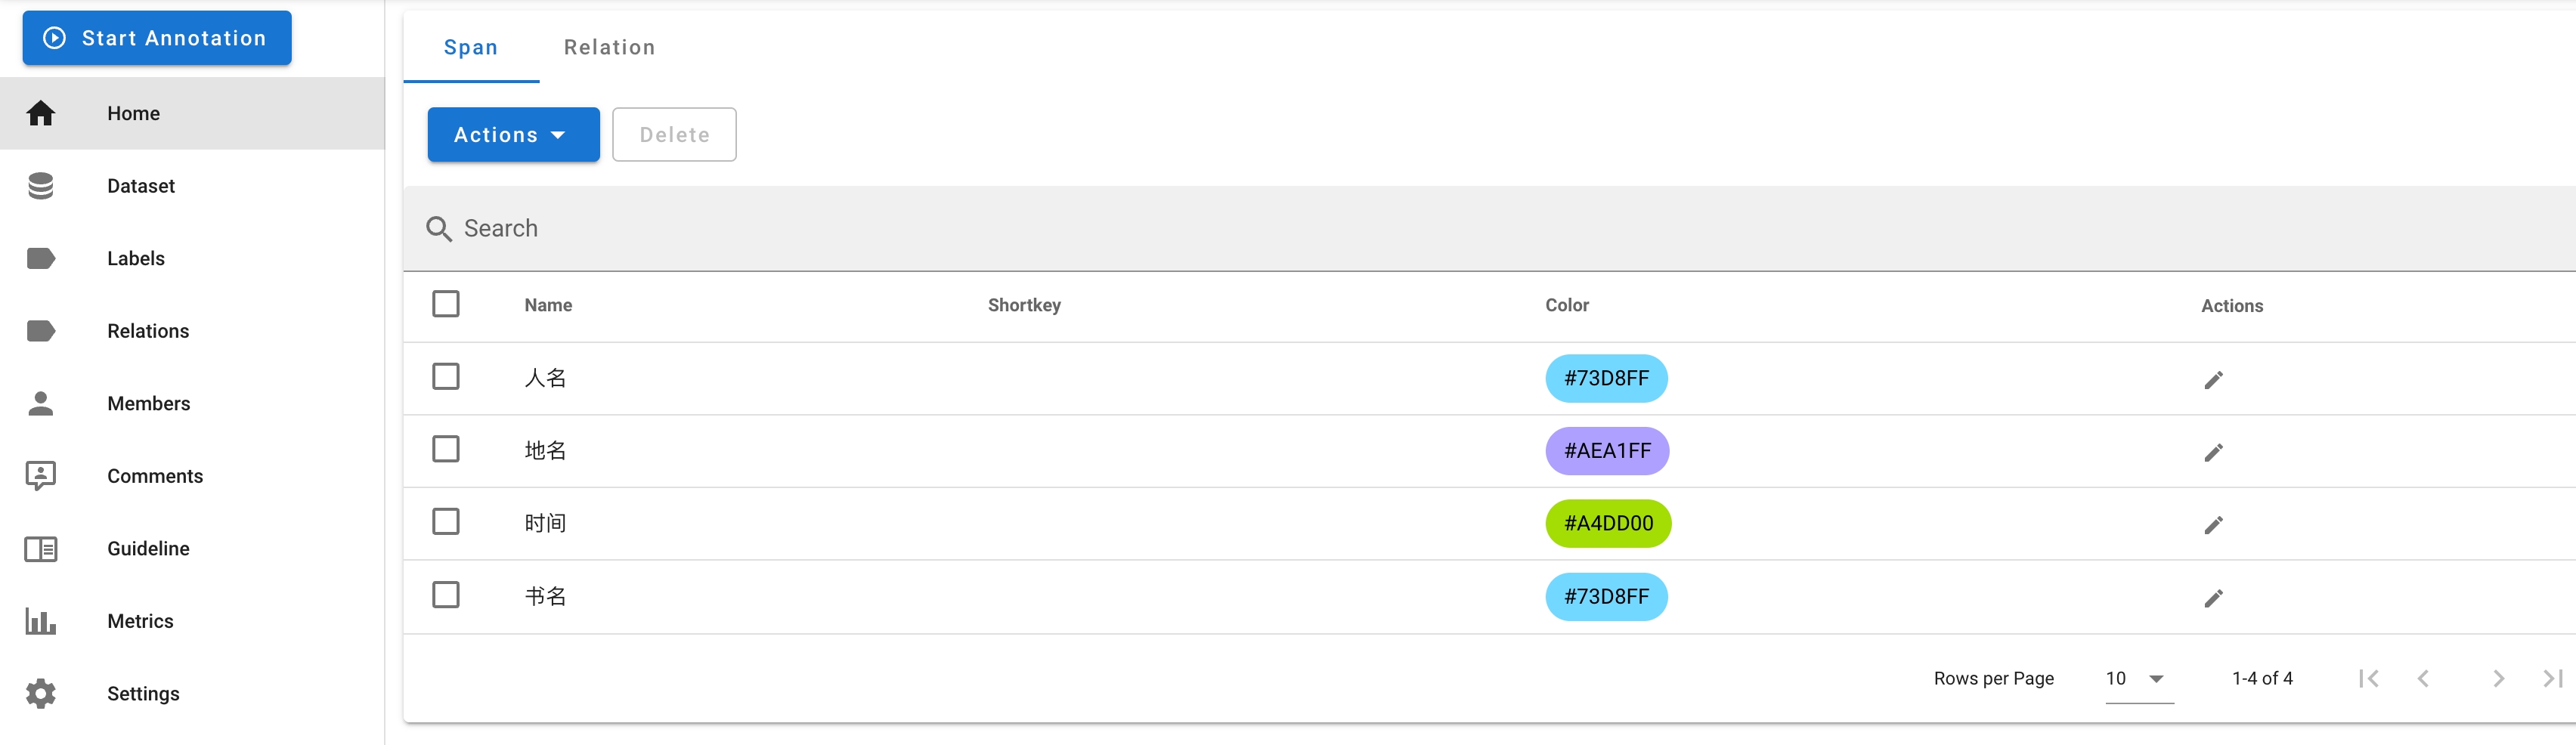 Start Annotation
Home
Dataset
Labels
Relations
Members
Comments
Guideline
Metrics
Settings
Span Relation
Actions Delete
Search
Name Shortkey Color Actions
人名 #73D8FF
地名 #AEA1FF
时间 #A4DD00
书名 #73D8FF
Rows per Page 10 1-4 of 4